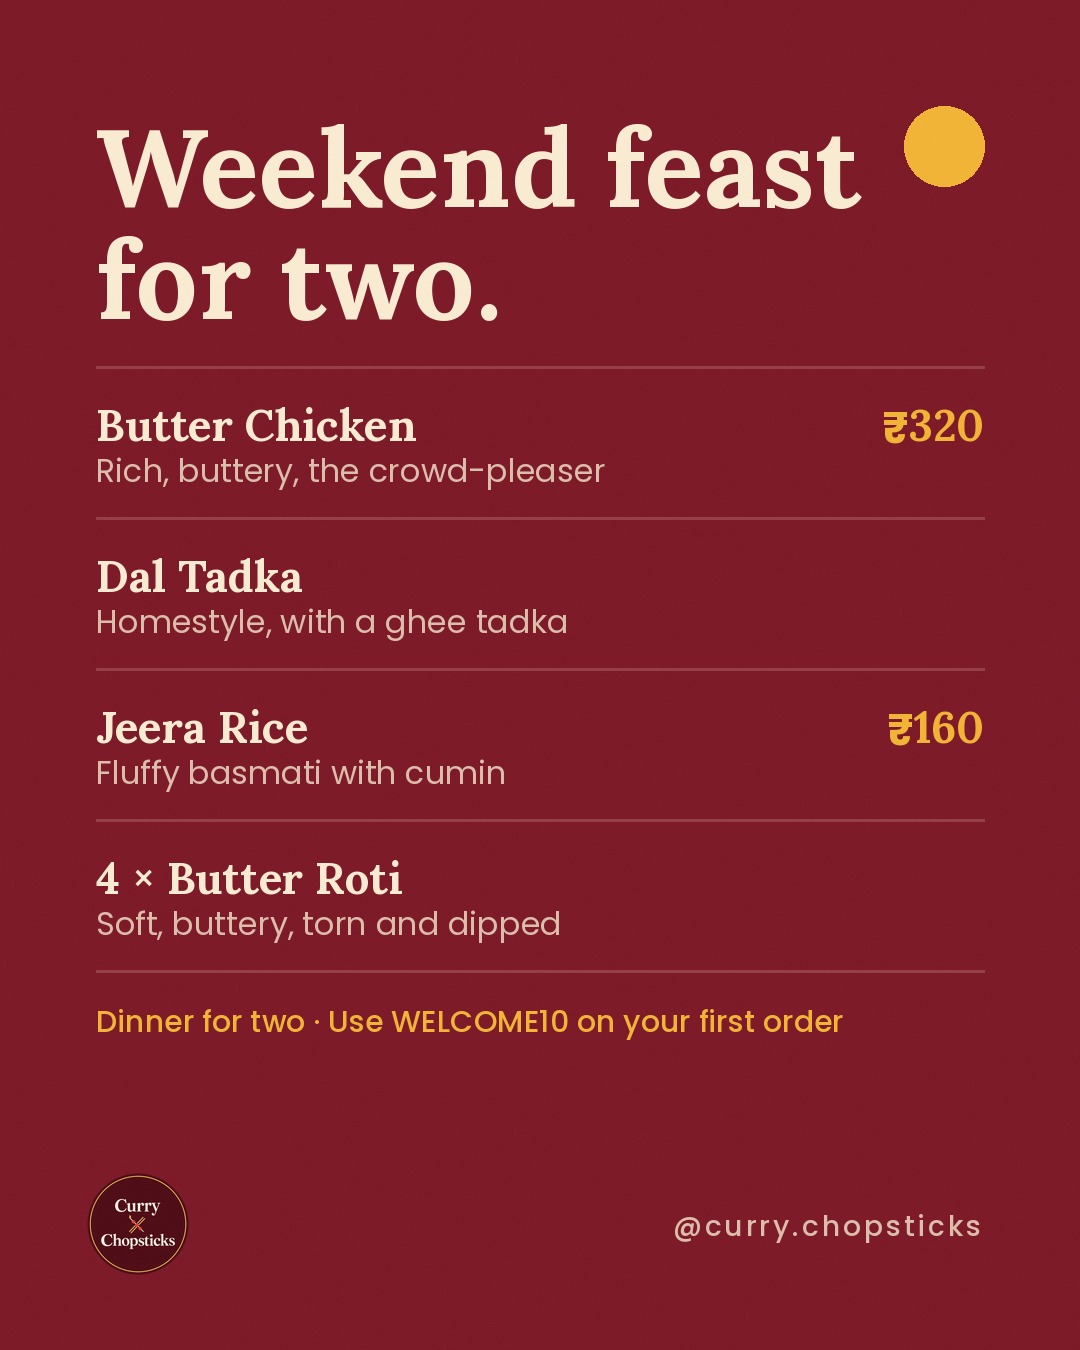 Weekend feast
for two.
Butter Chicken ₹320
Rich, buttery, the crowd-pleaser
Dal Tadka
Homestyle, with a ghee tadka
Jeera Rice ₹160
Fluffy basmati with cumin
4 × Butter Roti
Soft, buttery, torn and dipped
Dinner for two · Use WELCOME10 on your first order
Curry
Chopsticks
@curry.chopsticks